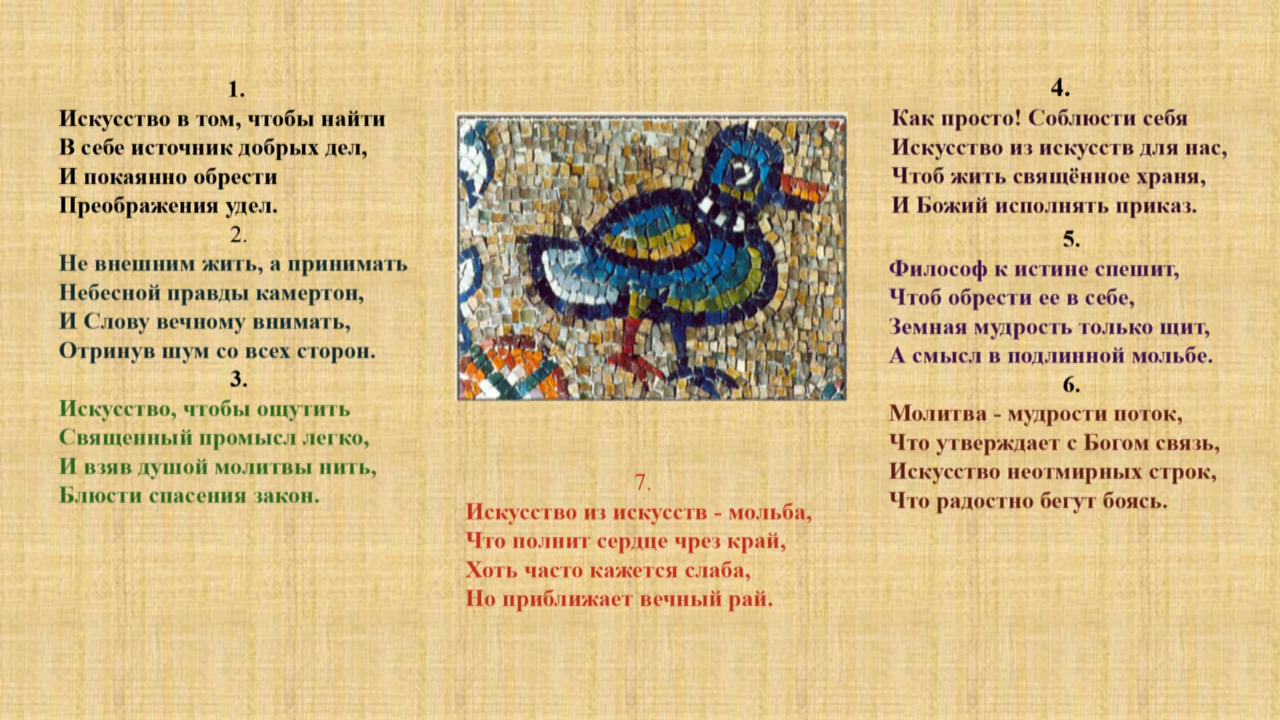 1.
Искусство в том, чтобы найти
В себе источник добрых дел,
И покаянно обрести
Преображения удел.
2.
Не внешним жить, а принимать
Небесной правды камертон,
И Слову вечному внимать,
Отринув шум со всех сторон.
3.
Искусство, чтобы ощутить
Священный промысл легко,
И взяв душой молитвы нить,
Блюсти спасения закон.
4.
Как просто! Соблюсти себя
Искусство из искусств для нас,
Чтоб жить свящённое храня,
И Божий исполнять приказ.
5.
Философ к истине спешит,
Чтоб обрести ее в себе,
Земная мудрость только щит,
А смысл в подлинной мольбе.
6.
Молитва - мудрости поток,
Что утверждает с Богом связь,
Искусство неотмирных строк,
Что радостно бегут боясь.
7.
Искусство из искусств - мольба,
Что полнит сердце чрез край,
Хоть часто кажется слаба,
Но приближает вечный рай.